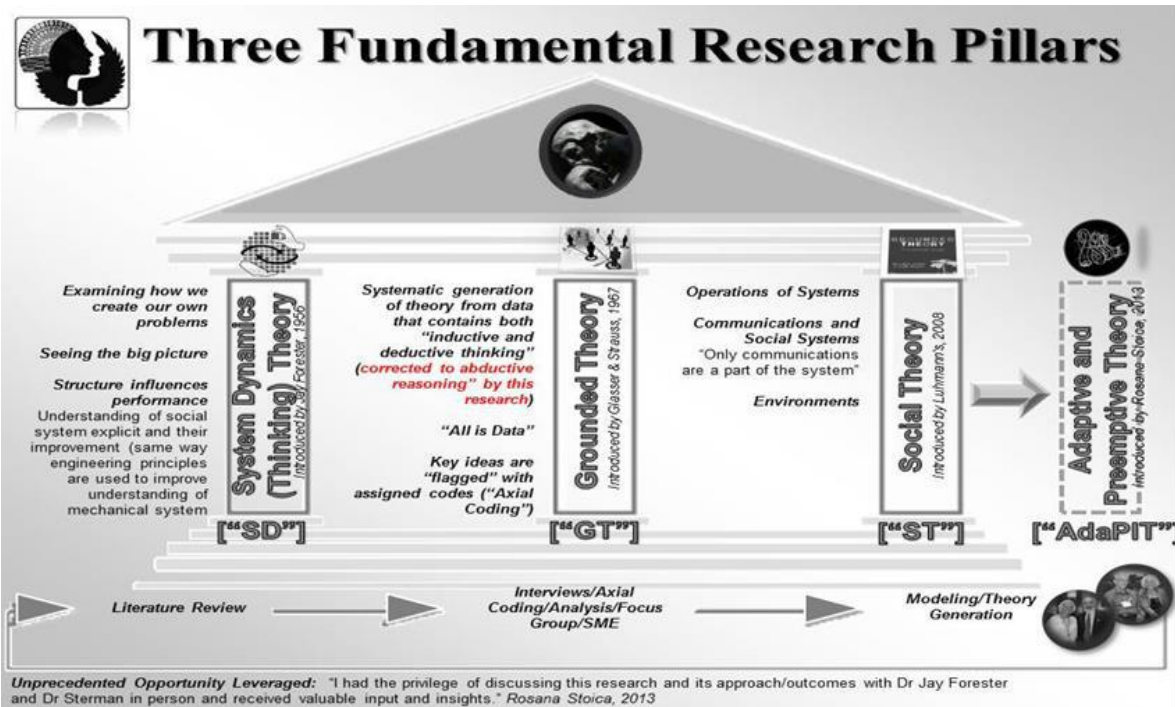 Three Fundamental Research Pillars
Examining how we
create our own
problems
Seeing the big picture
Structure influences
performance
Understanding of social
system explicit and their
improvement (same way
engineering principles
are used to improve
understanding of
mechanical system
System Dynamics
(Thinking) Theory
Introduced by Jay Forester, 1956
["SD"]
Systematic generation
of theory from data
that contains both
"inductive and
deductive thinking"
(corrected to abductive
reasoning" by this
research)
"All is Data"
Key ideas are
"flagged" with
assigned codes ("Axial
Coding")
Grounded Theory
Introduced by Glasser & Strauss, 1967
["GT"]
Operations of Systems
Communications and
Social Systems
"Only communications
are a part of the system"
Environments
GROUNDED
THEORY
Social Theory
Introduced by Luhmann's, 2008
["ST"]
Adaptive and
Preemptive Theory
Introduced by Rosana Stoica, 2013
["AdaPIT"]
Literature Review
Interviews/Axial
Coding/Analysis/Focus
Group/SME
Modeling/Theory
Generation
Unprecedented Opportunity Leveraged: "I had the privilege of discussing this research and its approach/outcomes with Dr Jay Forester
and Dr Sterman in person and received valuable input and insights." Rosana Stoica, 2013